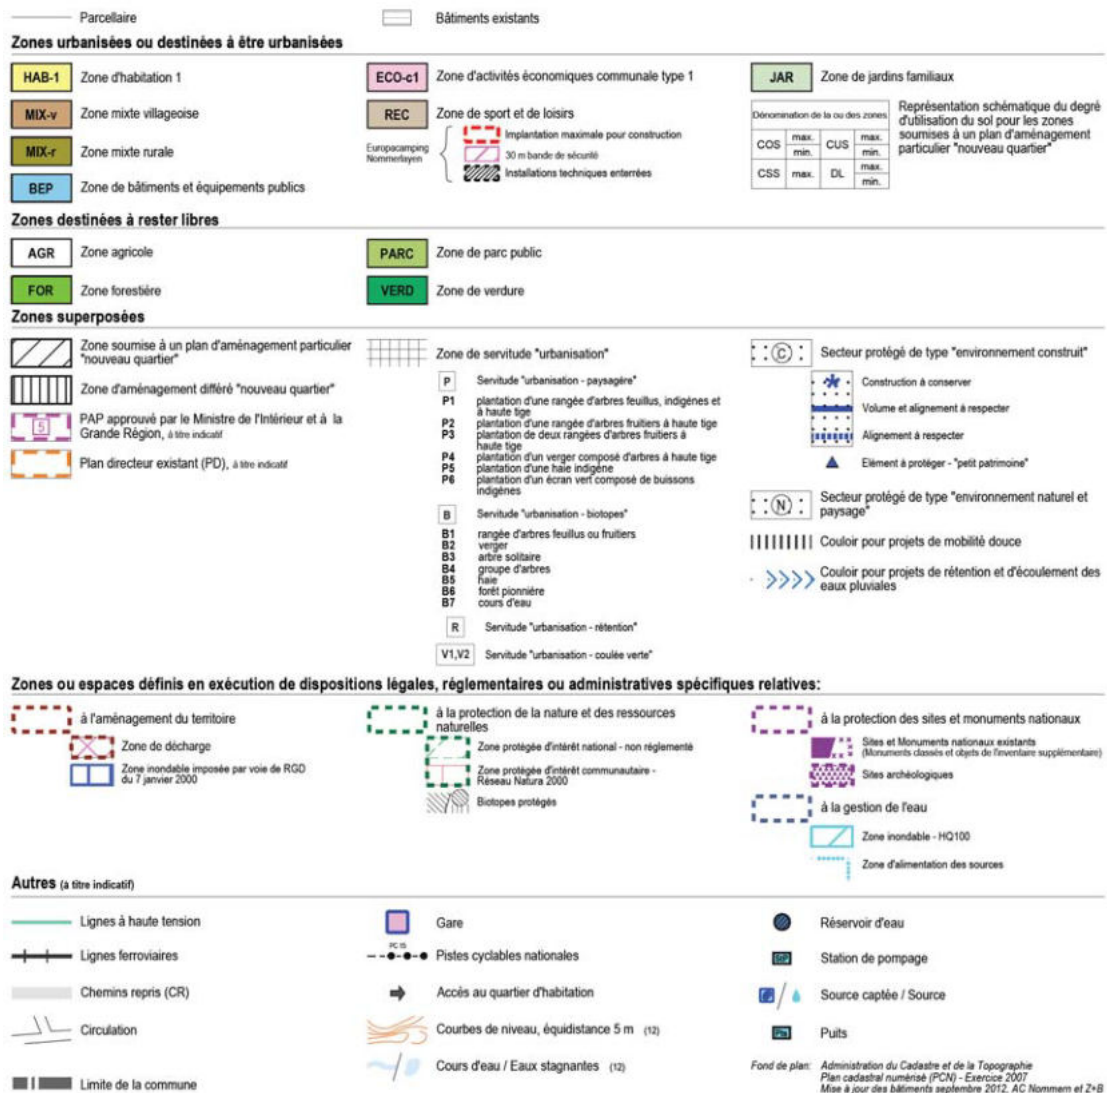 Parcellaire
Bâtiments existants
Zones urbanisées ou destinées à être urbanisées
HAB-1 Zone d'habitation 1
MIX-v Zone mixte villageoise
MIX-r Zone mixte rurale
BEP Zone de bâtiments et équipements publics
ECO-c1 Zone d'activités économiques communale type 1
REC Zone de sport et de loisirs
Europacamping
Nommerlayen
Implantation maximale pour construction
30 m bande de sécurité
Installations techniques enterrées
JAR Zone de jardins familiaux
Dénomination de la ou des zones
COS max. CUS max.
min. min.
CSS max. DL max.
min.
Représentation schématique du degré
d'utilisation du sol pour les zones
soumises à un plan d'aménagement
particulier "nouveau quartier"
Zones destinées à rester libres
AGR Zone agricole
FOR Zone forestière
PARC Zone de parc public
VERD Zone de verdure
Zones superposées
Zone soumise à un plan d'aménagement particulier
"nouveau quartier"
Zone d'aménagement différé "nouveau quartier"
5
PAP approuvé par le Ministre de l'Intérieur et à la
Grande Région, à titre indicatif
Plan directeur existant (PD), à titre indicatif
Zone de servitude "urbanisation"
P Servitude "urbanisation - paysagère"
P1 plantation d'une rangée d'arbres feuillus, indigènes et
à haute tige
P2 plantation d'une rangée d'arbres fruitiers à haute tige
P3 plantation de deux rangées d'arbres fruitiers à
haute tige
P4 plantation d'un verger composé d'arbres à haute tige
P5 plantation d'une haie indigène
P6 plantation d'un écran vert composé de buissons
indigènes
B Servitude "urbanisation - biotopes"
B1 rangée d'arbres feuillus ou fruitiers
B2 verger
B3 arbre solitaire
B4 groupe d'arbres
B5 haie
B6 forêt pionnière
B7 cours d'eau
R Servitude "urbanisation - rétention"
V1,V2 Servitude "urbanisation - coulée verte"
C Secteur protégé de type "environnement construit"
Construction à conserver
Volume et alignement à respecter
Alignement à respecter
Elément à protéger - "petit patrimoine"
N Secteur protégé de type "environnement naturel et
paysage"
Couloir pour projets de mobilité douce
Couloir pour projets de rétention et d'écoulement des
eaux pluviales
Zones ou espaces définis en exécution de dispositions légales, réglementaires ou administratives spécifiques relatives:
à l'aménagement du territoire
Zone de décharge
Zone inondable imposée par voie de RGD
du 7 janvier 2000
à la protection de la nature et des ressources
naturelles
Zone protégée d'intérêt national - non réglementé
Zone protégée d'intérêt communautaire -
Réseau Natura 2000
Biotopes protégés
à la protection des sites et monuments nationaux
Sites et Monuments nationaux existants
(Monuments classés et objets de l'inventaire supplémentaire)
Sites archéologiques
à la gestion de l'eau
Zone inondable - HQ100
Zone d'alimentation des sources
Autres (à titre indicatif)
Lignes à haute tension
Lignes ferroviaires
Chemins repris (CR)
Circulation
Limite de la commune
Gare
PC 15
Pistes cyclables nationales
Accès au quartier d'habitation
Courbes de niveau, équidistance 5 m (12)
Cours d'eau / Eaux stagnantes (12)
Réservoir d'eau
Station de pompage
Source captée / Source
Puits
Fond de plan: Administration du Cadastre et de la Topographie
Plan cadastral numérisé (PCN) - Exercice 2007
Mise à jour des bâtiments septembre 2012, AC Nommern et Z+B